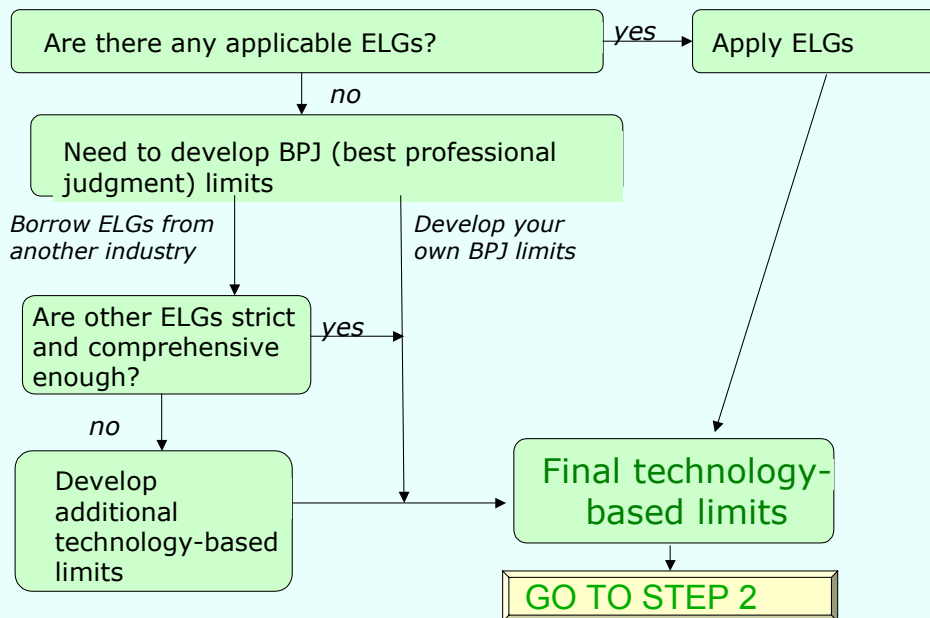 Are there any applicable ELGs?
yes
Apply ELGs
no
Need to develop BPJ (best professional
judgment) limits
Borrow ELGs from
another industry
Develop your
own BPJ limits
Are other ELGs strict
and comprehensive
enough?
yes
no
Develop
additional
technology-based
limits
Final technology-
based limits
GO TO STEP 2